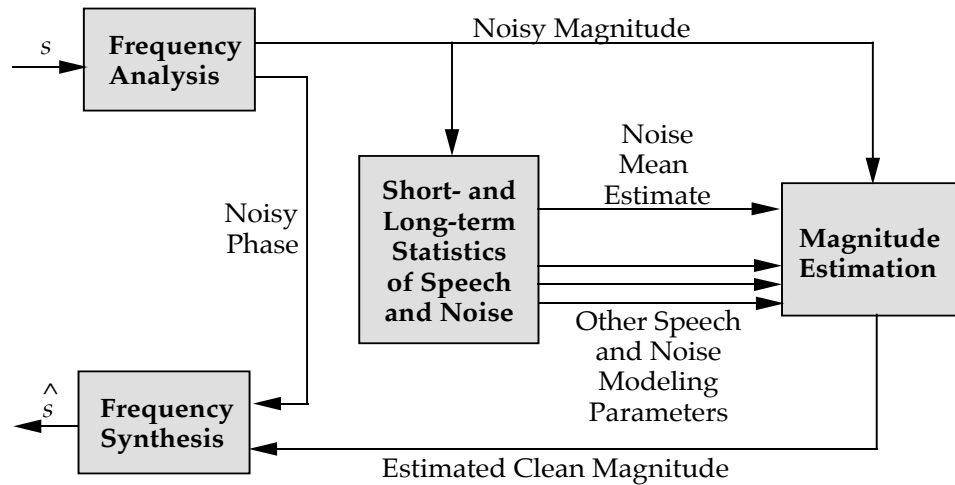 s
Frequency
Analysis
Noisy Magnitude
Noisy
Phase
Short- and
Long-term
Statistics
of Speech
and Noise
Noise
Mean
Estimate
Magnitude
Estimation
Other Speech
and Noise
Modeling
Parameters
ŝ
Frequency
Synthesis
Estimated Clean Magnitude